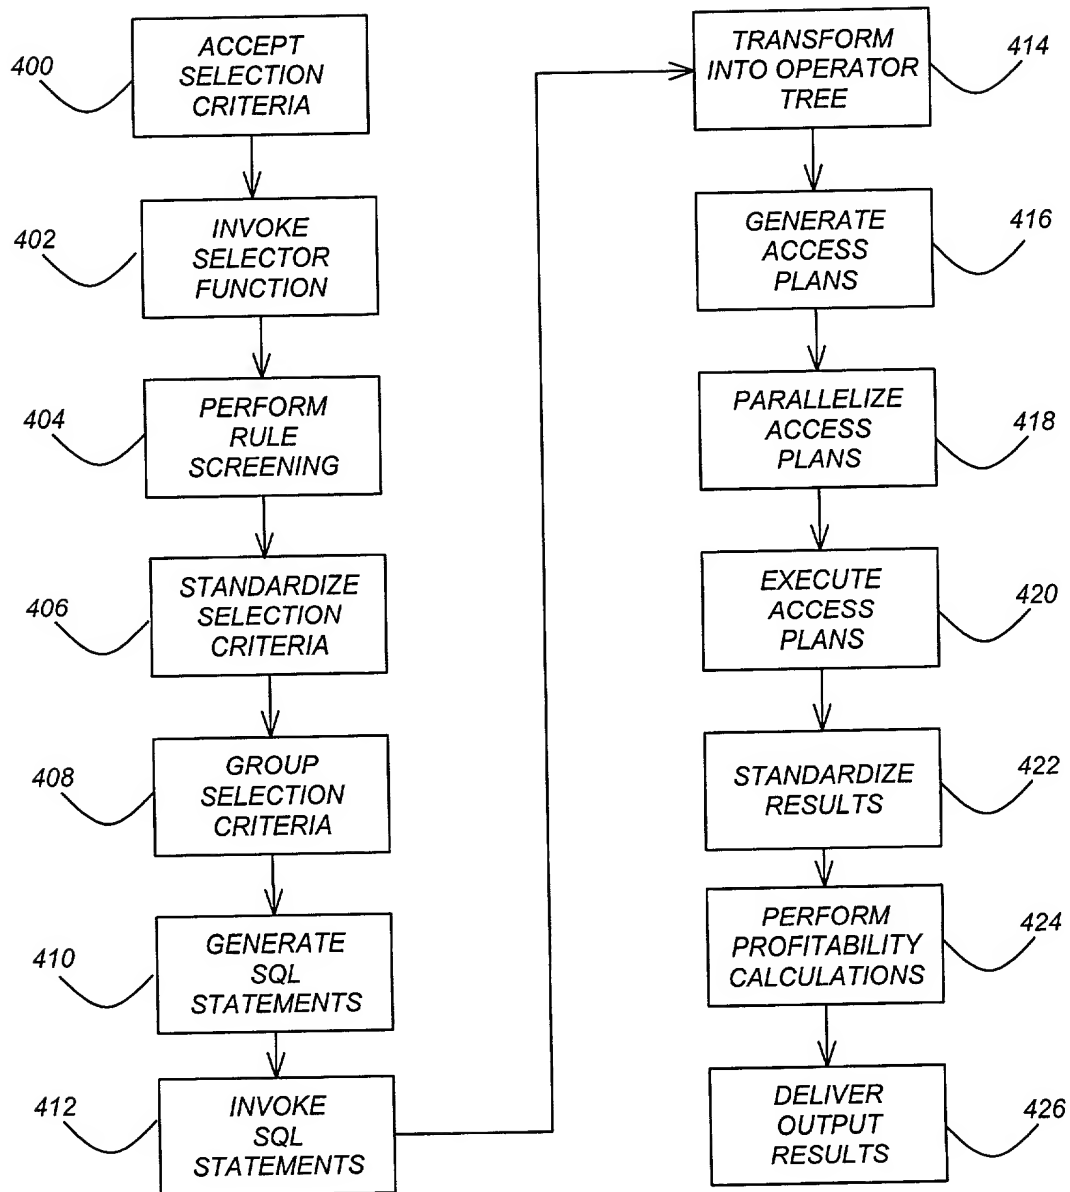 400
ACCEPT
SELECTION
CRITERIA
402
INVOKE
SELECTOR
FUNCTION
404
PERFORM
RULE
SCREENING
406
STANDARDIZE
SELECTION
CRITERIA
408
GROUP
SELECTION
CRITERIA
410
GENERATE
SQL
STATEMENTS
412
INVOKE
SQL
STATEMENTS
TRANSFORM
INTO OPERATOR
TREE
414
GENERATE
ACCESS
PLANS
416
PARALLELIZE
ACCESS
PLANS
418
EXECUTE
ACCESS
PLANS
420
STANDARDIZE
RESULTS
422
PERFORM
PROFITABILITY
CALCULATIONS
424
DELIVER
OUTPUT
RESULTS
426